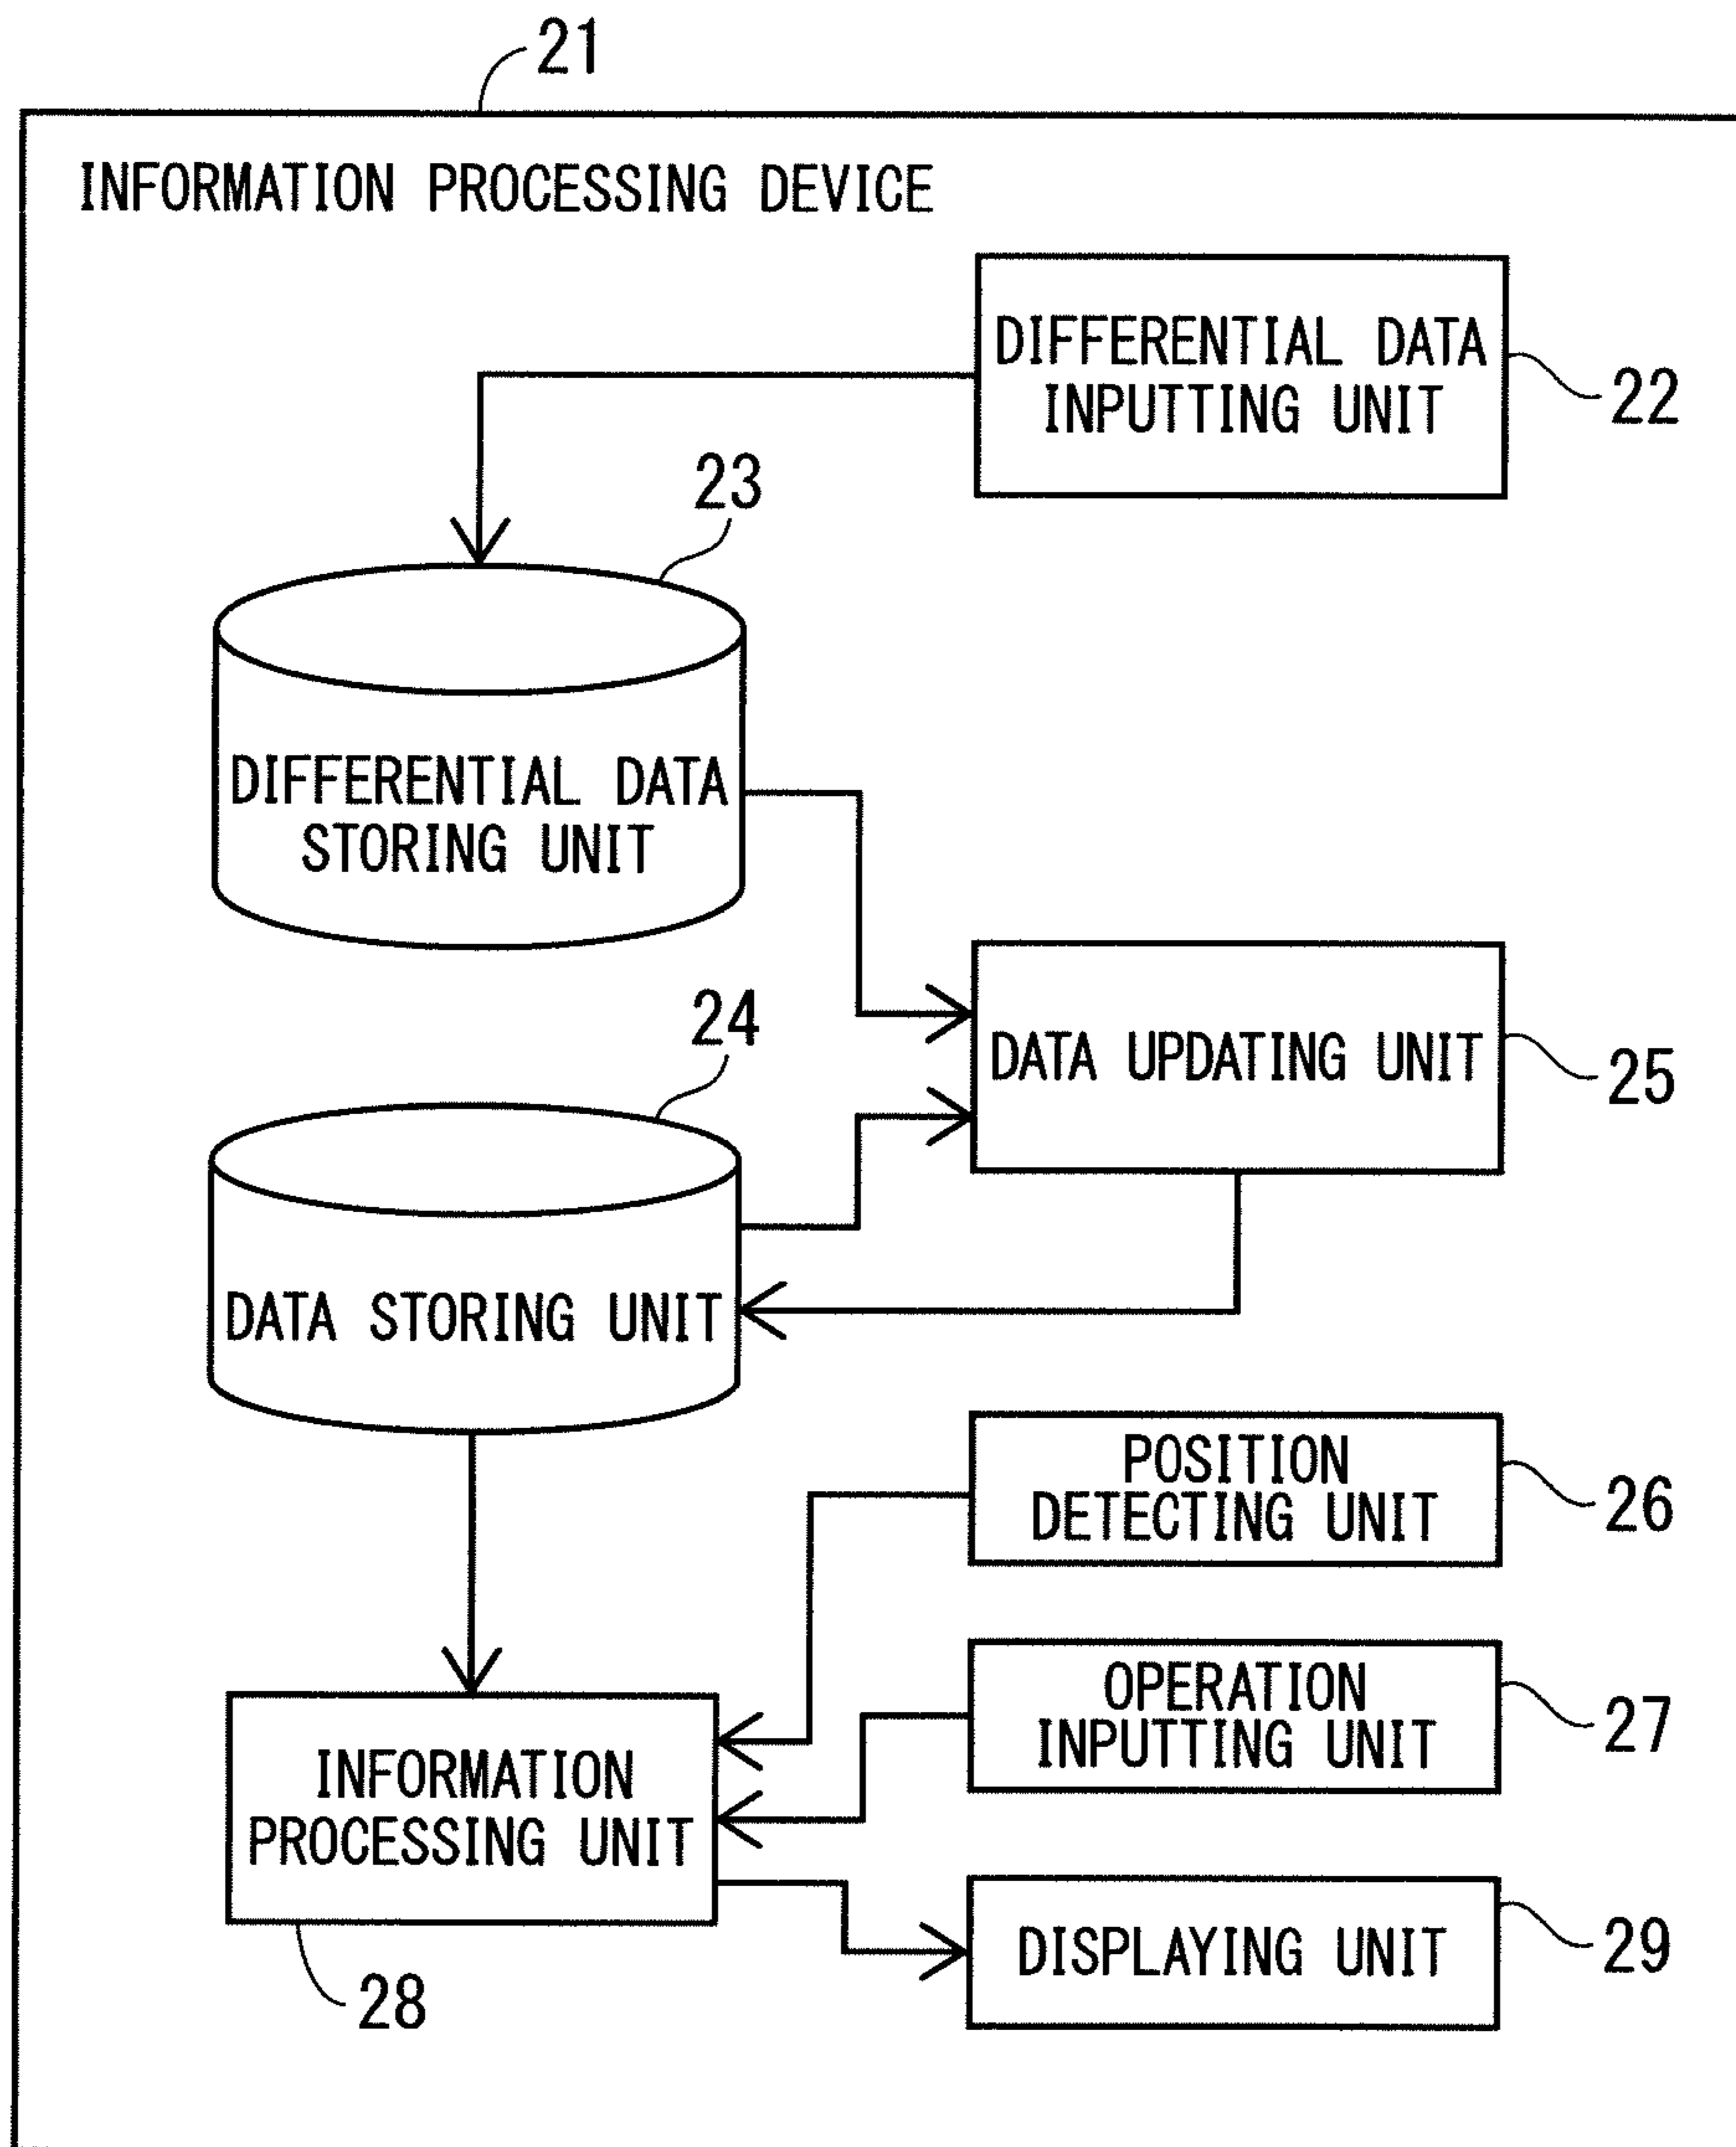 21
INFORMATION PROCESSING DEVICE
DIFFERENTIAL DATA
INPUTTING UNIT
22
23
DIFFERENTIAL DATA
STORING UNIT
24
DATA UPDATING UNIT
25
DATA STORING UNIT
POSITION
DETECTING UNIT
26
OPERATION
INPUTTING UNIT
27
INFORMATION
PROCESSING UNIT
28
DISPLAYING UNIT
29